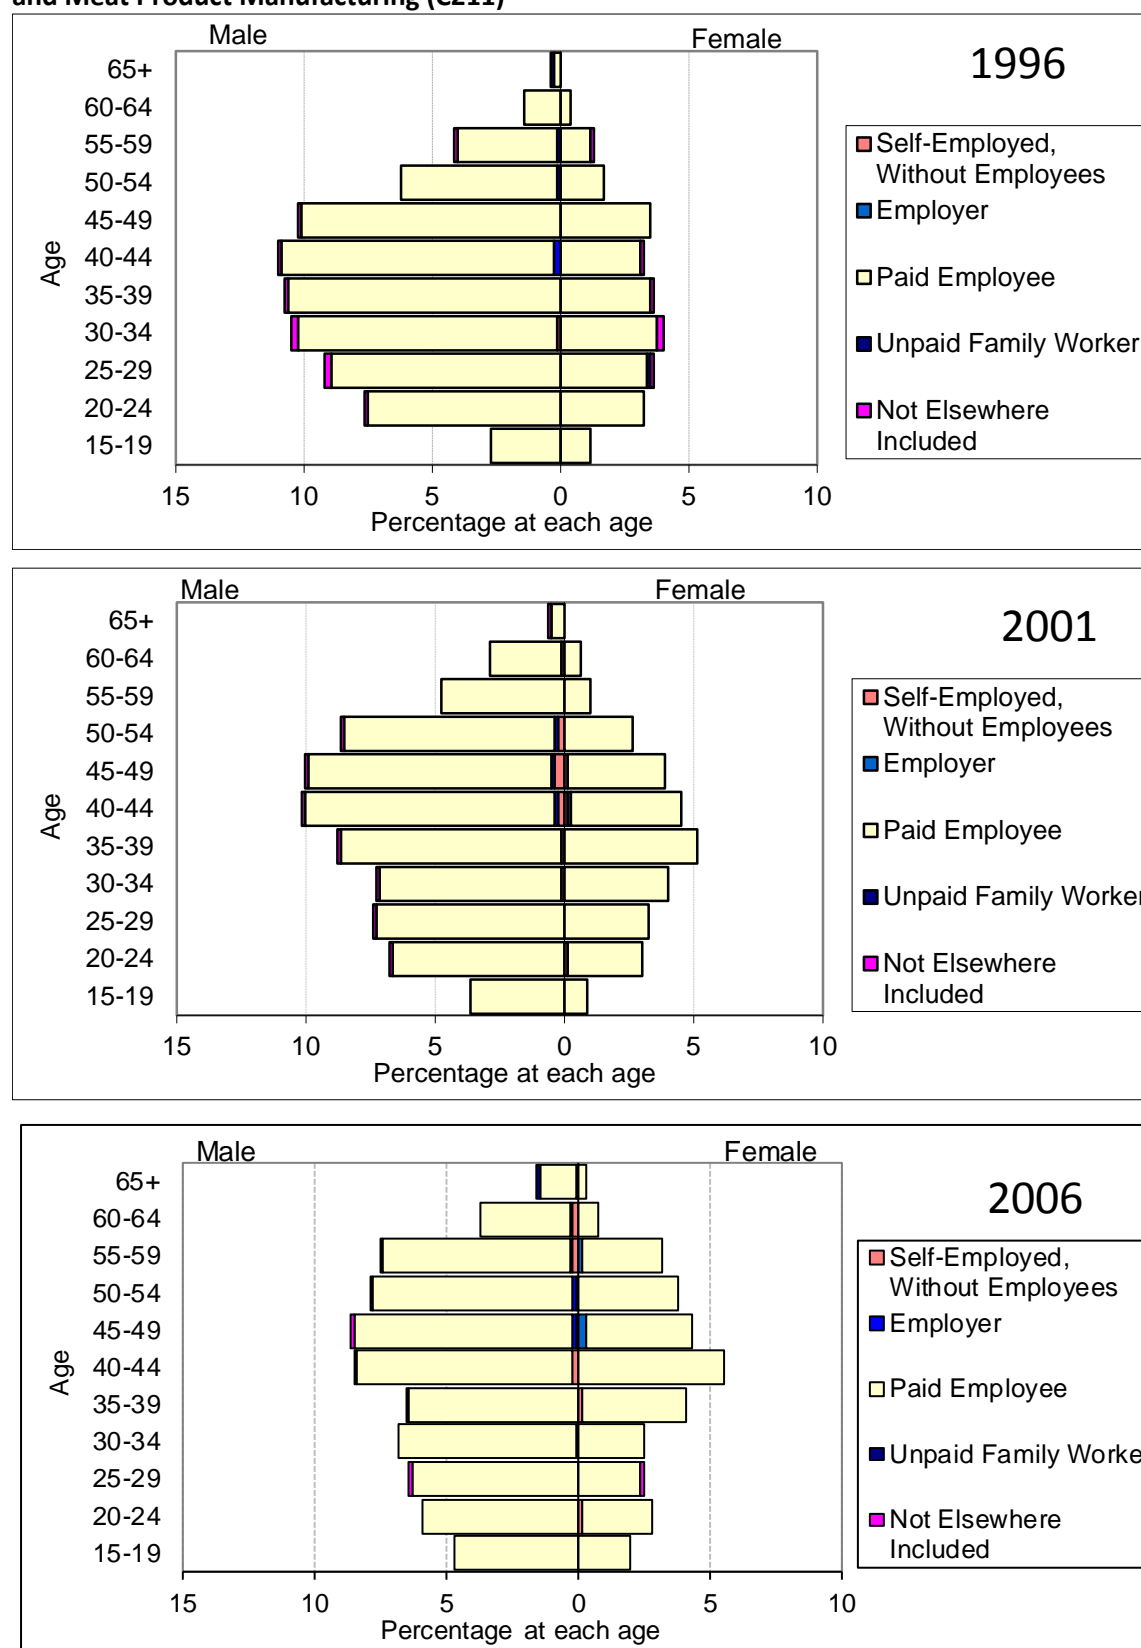 and Meat Product Manufacturing (C211)
Male
Female
1996
65+
60-64
55-59
50-54
45-49
40-44
35-39
30-34
25-29
20-24
15-19
Age
15 10 5 0 5 10
Percentage at each age
Self-Employed,
Without Employees
Employer
Paid Employee
Unpaid Family Worker
Not Elsewhere
Included
Male
Female
2001
65+
60-64
55-59
50-54
45-49
40-44
35-39
30-34
25-29
20-24
15-19
Age
15 10 5 0 5 10
Percentage at each age
Self-Employed,
Without Employees
Employer
Paid Employee
Unpaid Family Worker
Not Elsewhere
Included
Male
Female
2006
65+
60-64
55-59
50-54
45-49
40-44
35-39
30-34
25-29
20-24
15-19
Age
15 10 5 0 5 10
Percentage at each age
Self-Employed,
Without Employees
Employer
Paid Employee
Unpaid Family Worke
Not Elsewhere
Included